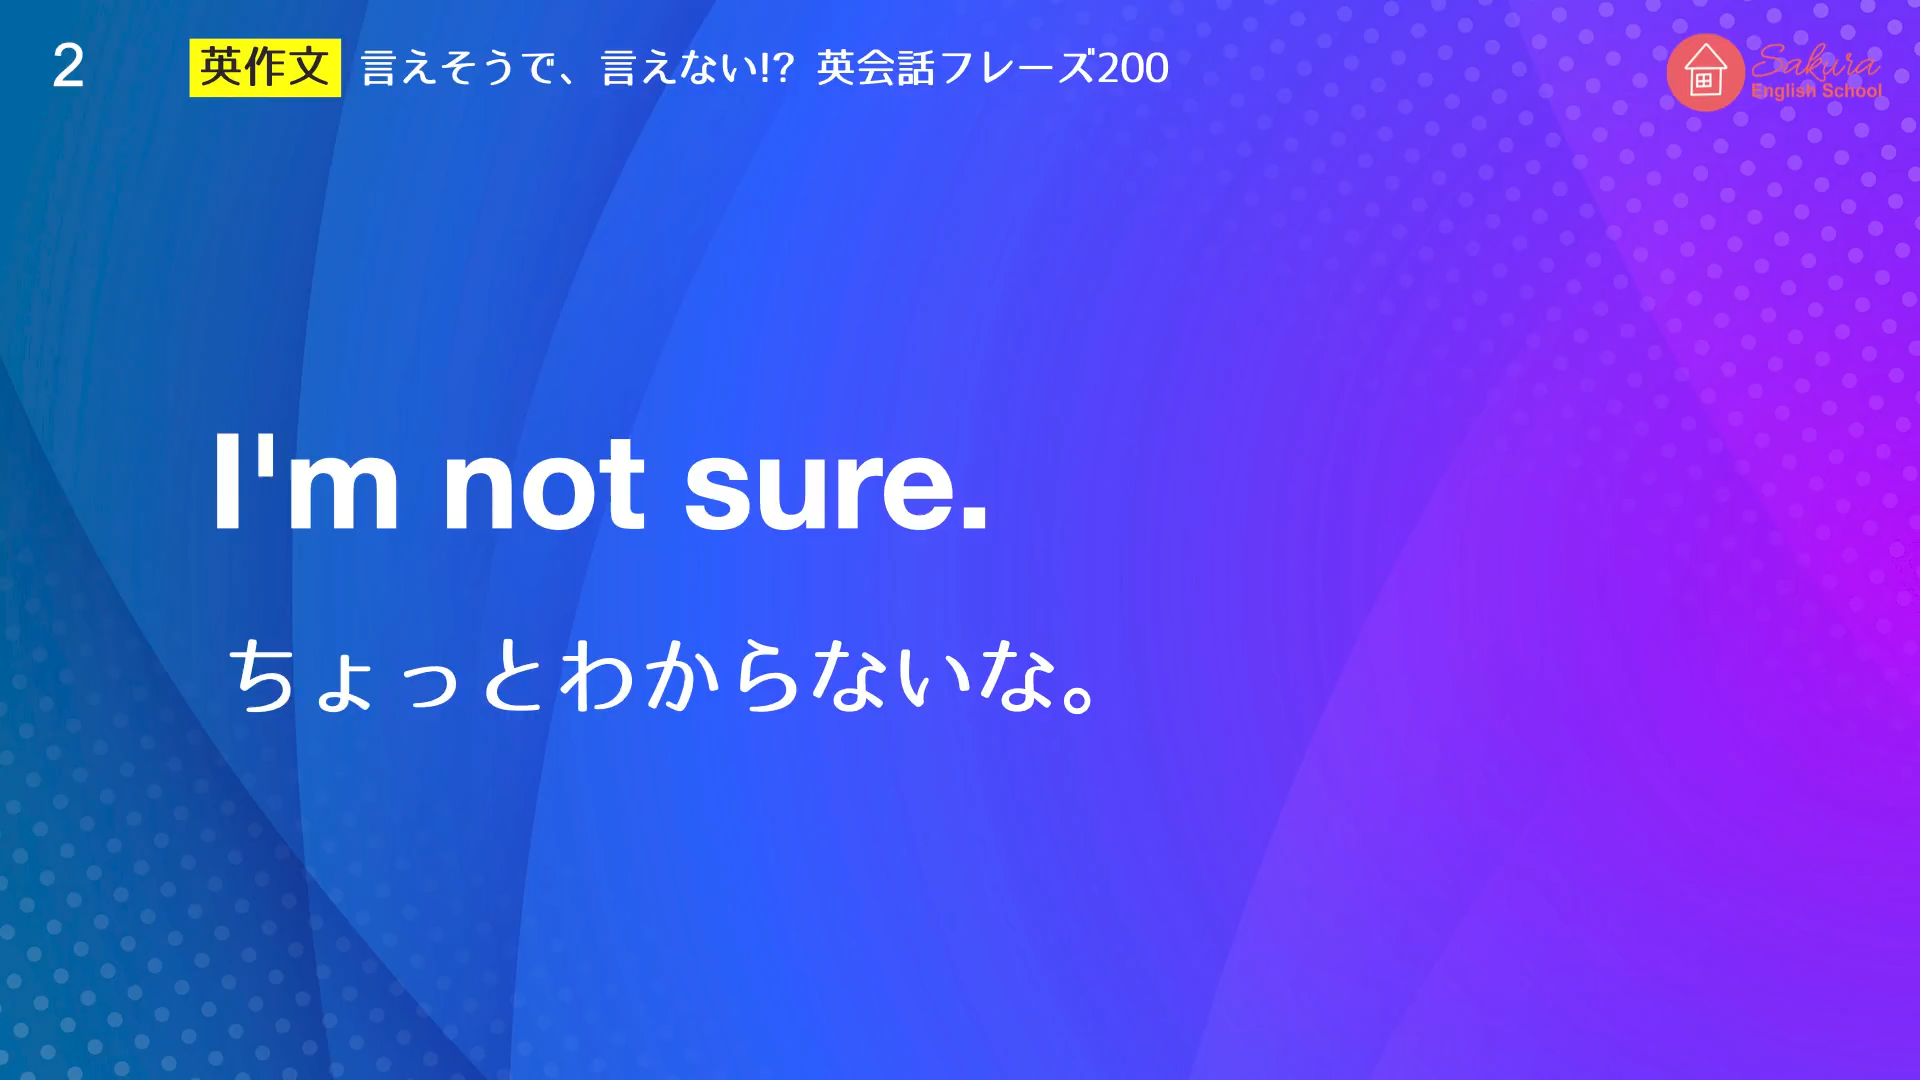 2
英作文 言えそうで、言えない!? 英会話フレーズ200
Sakura
English School
I'm not sure.
ちょっとわからないな。